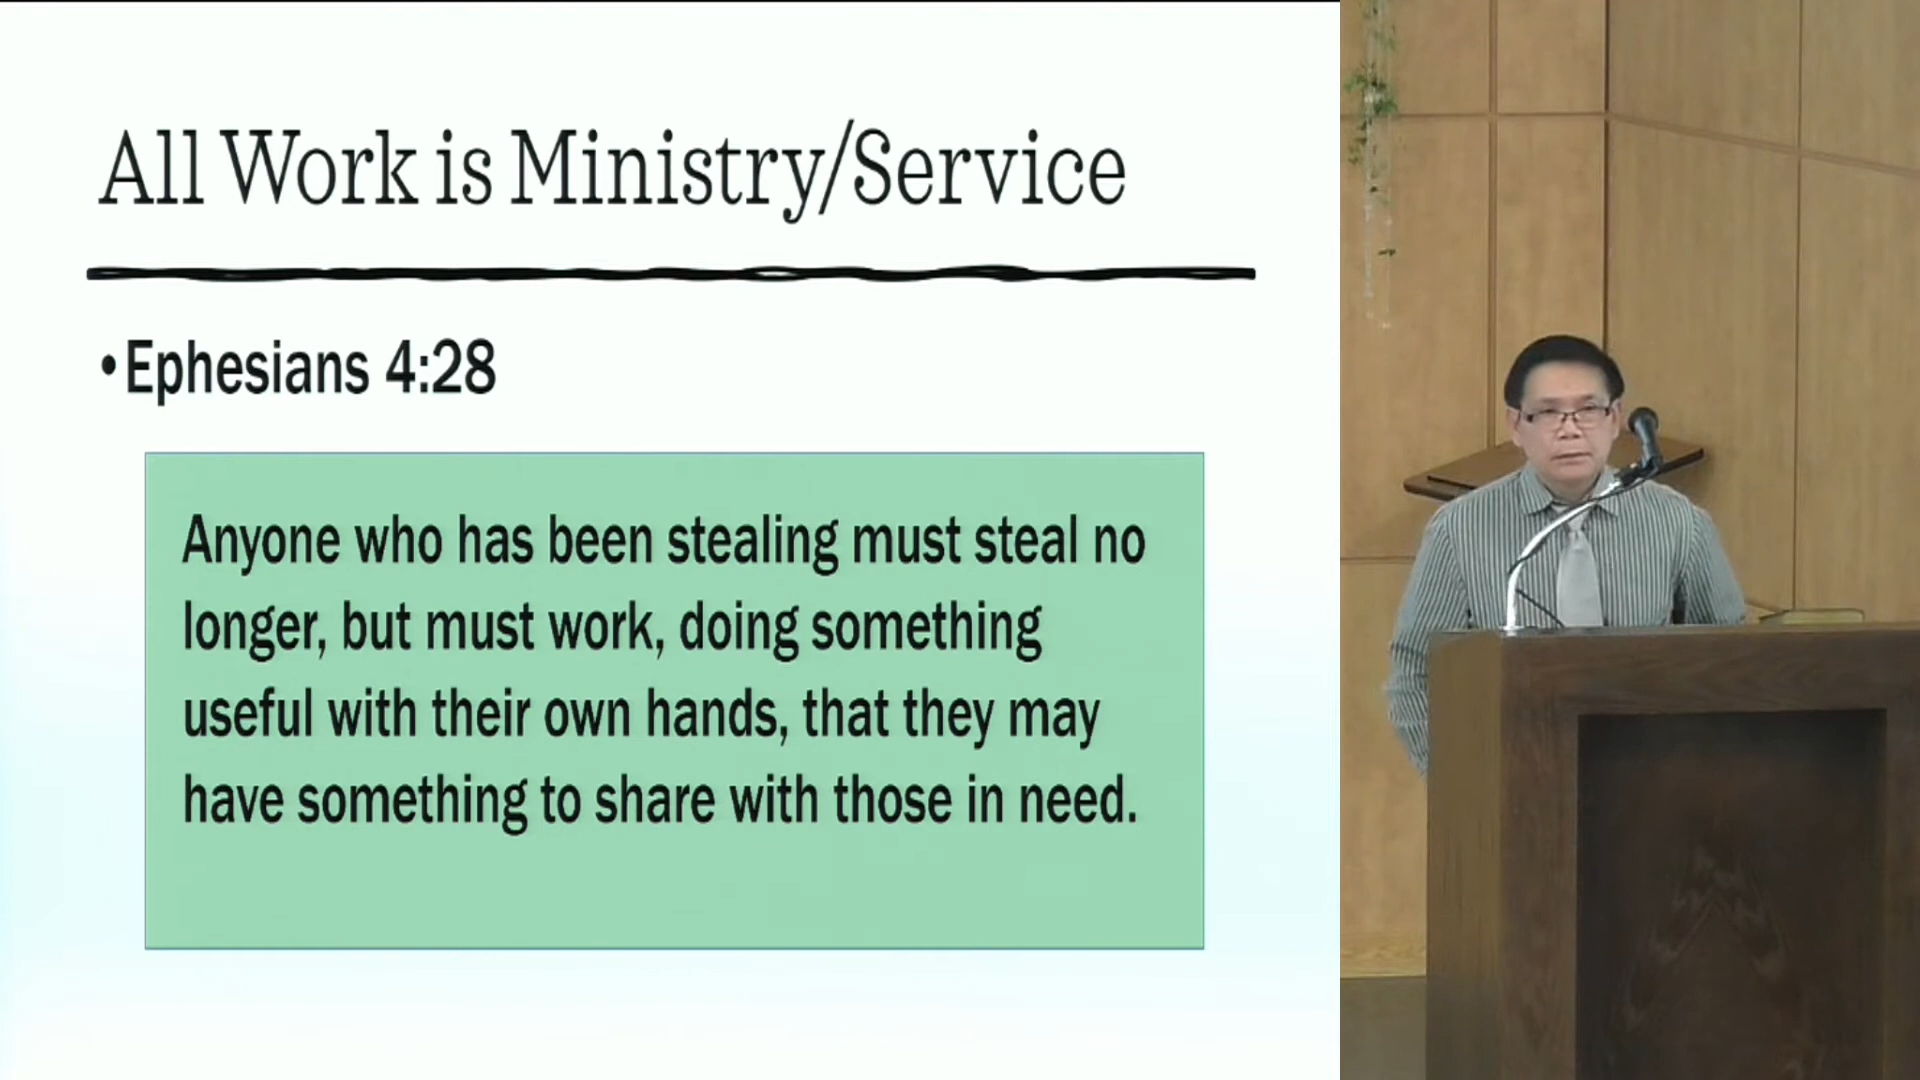 All Work is Ministry/Service
•Ephesians 4:28
Anyone who has been stealing must steal no
longer, but must work, doing something
useful with their own hands, that they may
have something to share with those in need.